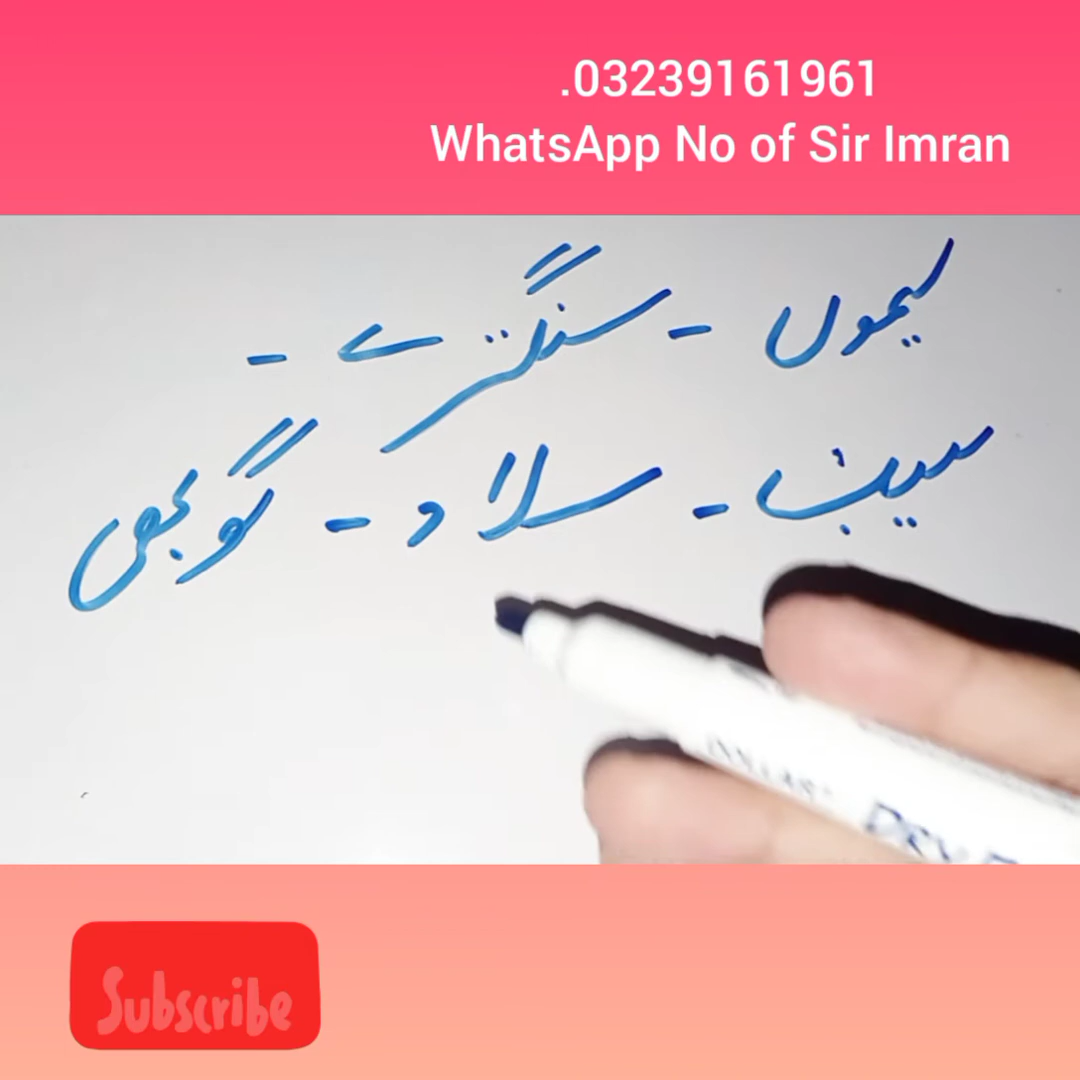 .03239161961
WhatsApp No of Sir Imran
لیموں - سنگترے -
سیب - سلاد - گوبھی
Subscribe